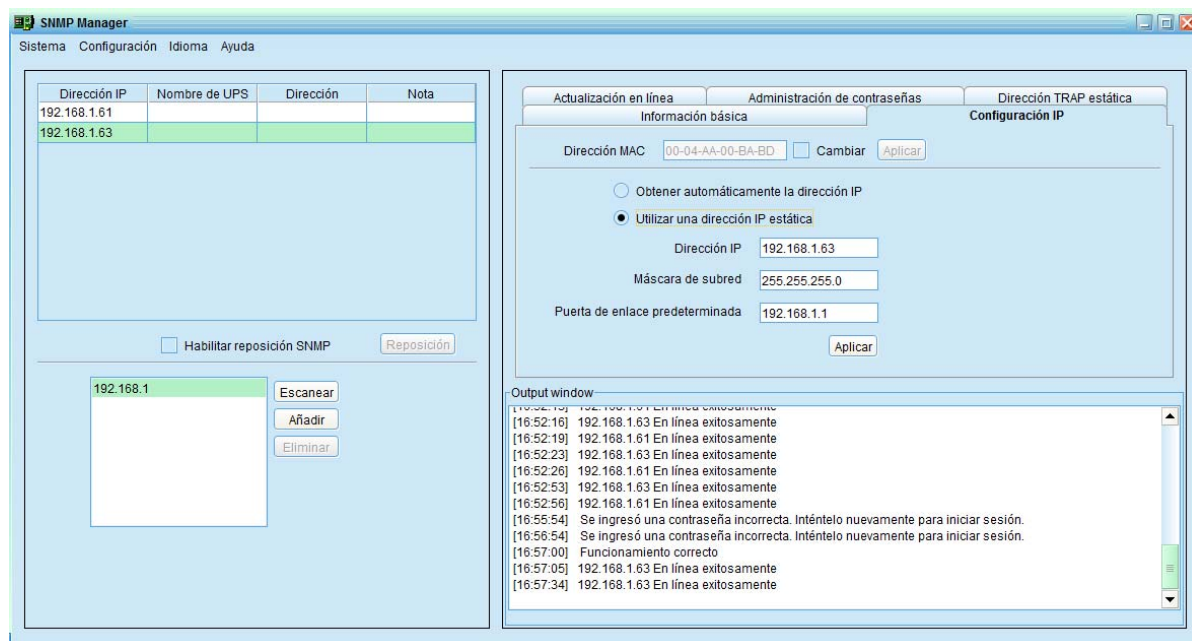 SNMP Manager
Sistema Configuración Idioma Ayuda
Dirección IP Nombre de UPS Dirección Nota
192.168.1.61
192.168.1.63
Habilitar reposición SNMP Reposición
192.168.1
Escanear
Añadir
Eliminar
Actualización en línea Administración de contraseñas Dirección TRAP estática
Información básica Configuración IP
Dirección MAC 00-04-AA-00-BA-BD Cambiar Aplicar
Obtener automáticamente la dirección IP
Utilizar una dirección IP estática
Dirección IP 192.168.1.63
Máscara de subred 255.255.255.0
Puerta de enlace predeterminada 192.168.1.1
Aplicar
Output window
[16:52:16] 192.168.1.63 En línea exitosamente
[16:52:19] 192.168.1.61 En línea exitosamente
[16:52:23] 192.168.1.63 En línea exitosamente
[16:52:26] 192.168.1.61 En línea exitosamente
[16:52:53] 192.168.1.63 En línea exitosamente
[16:52:56] 192.168.1.61 En línea exitosamente
[16:55:54] Se ingresó una contraseña incorrecta. Inténtelo nuevamente para iniciar sesión.
[16:56:54] Se ingresó una contraseña incorrecta. Inténtelo nuevamente para iniciar sesión.
[16:57:00] Funcionamiento correcto
[16:57:05] 192.168.1.63 En línea exitosamente
[16:57:34] 192.168.1.63 En línea exitosamente